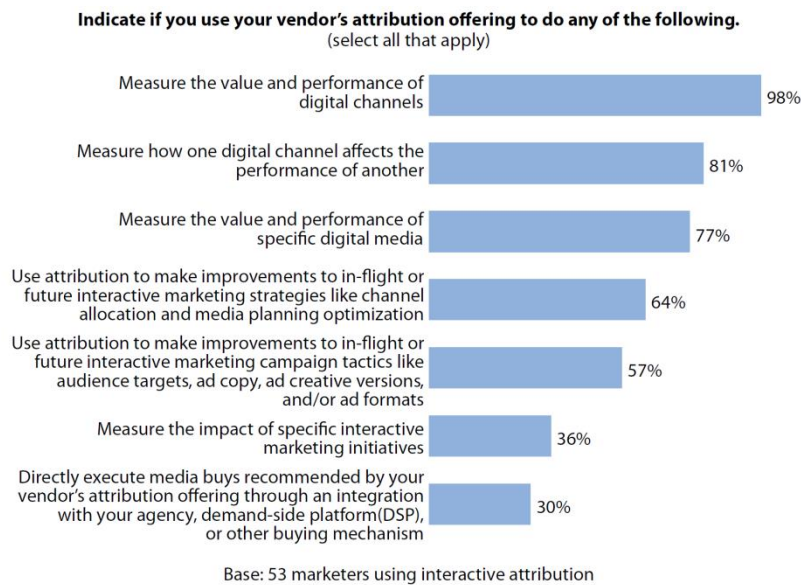 Indicate if you use your vendor’s attribution offering to do any of the following.
(select all that apply)
Measure the value and performance of
digital channels
98%
Measure how one digital channel affects the
performance of another
81%
Measure the value and performance of
specific digital media
77%
Use attribution to make improvements to in-flight or
future interactive marketing strategies like channel
allocation and media planning optimization
64%
Use attribution to make improvements to in-flight or
future interactive marketing campaign tactics like
audience targets, ad copy, ad creative versions,
and/or ad formats
57%
Measure the impact of specific interactive
marketing initiatives
36%
Directly execute media buys recommended by your
vendor’s attribution offering through an integration
with your agency, demand-side platform(DSP),
or other buying mechanism
30%
Base: 53 marketers using interactive attribution